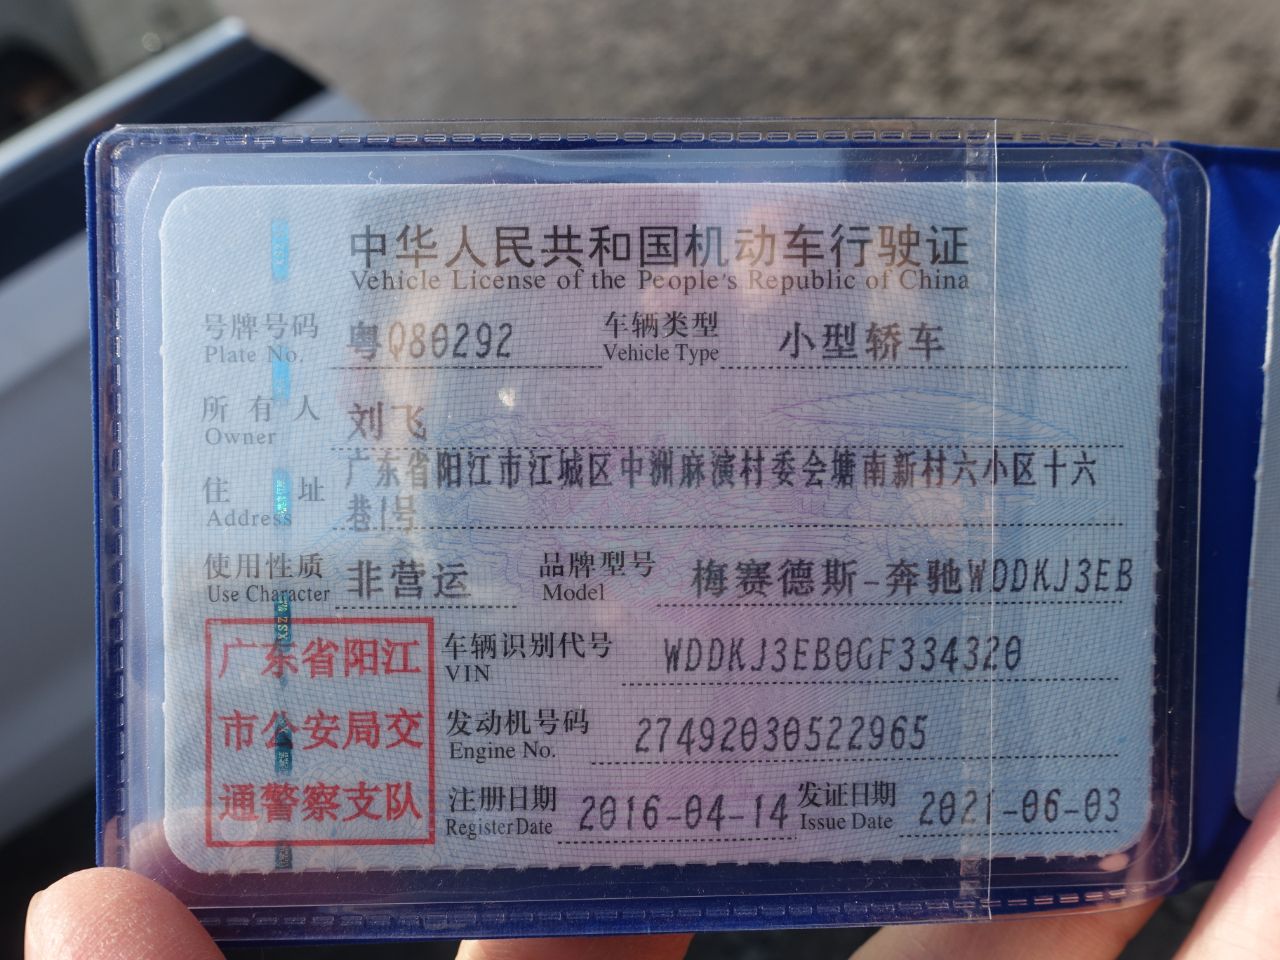 中华人民共和国机动车行驶证
Vehicle License of the People's Republic of China
号牌号码 粤Q80292 车辆类型 小型轿车
Plate No. Vehicle Type
所有人 刘飞
Owner
住址 广东省阳江市江城区中洲麻演村委会塘南新村六小区十六
Address 巷1号
使用性质 非营运 品牌型号 梅赛德斯-奔驰WDDKJ3EB
Use Character Model
广东省阳江
市公安局交
通警察支队
车辆识别代号 WDDKJ3EB0GF334320
VIN
发动机号码 27492030522965
Engine No.
注册日期 2016-04-14 发证日期 2021-06-03
Register Date Issue Date